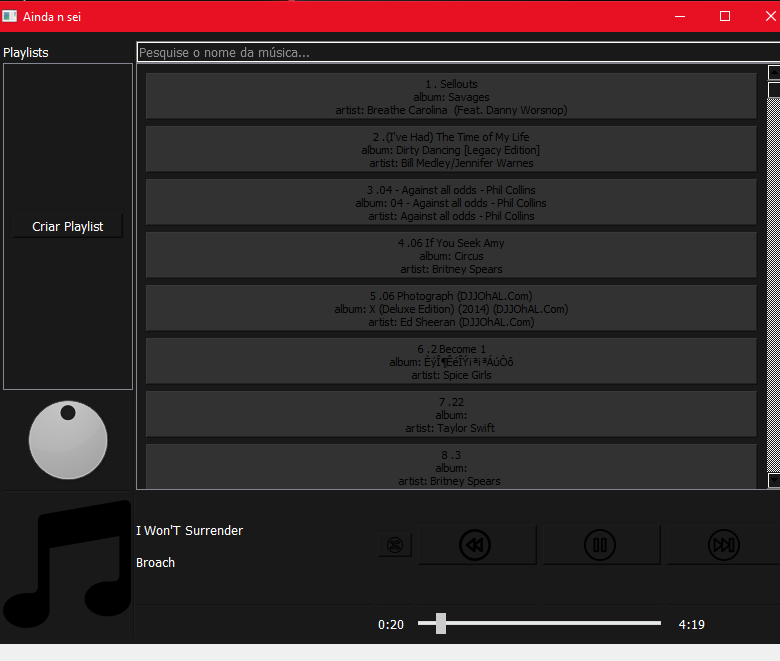 Ainda n sei
Playlists
Pesquise o nome da música...
1 . Sellouts
album: Savages
artist: Breathe Carolina (Feat. Danny Worsnop)
2 .(I've Had) The Time of My Life
album: Dirty Dancing [Legacy Edition]
artist: Bill Medley/Jennifer Warnes
3 .04 - Against all odds - Phil Collins
album: 04 - Against all odds - Phil Collins
artist: Against all odds - Phil Collins
Criar Playlist
4 .06 If You Seek Amy
album: Circus
artist: Britney Spears
5 .06 Photograph (DJJOhAL.Com)
album: X (Deluxe Edition) (2014) (DJJOhAL.Com)
artist: Ed Sheeran (DJJOhAL.Com)
6 .2 Become 1
album:
artist: Spice Girls
7 .22
album:
artist: Taylor Swift
8 .3
album:
artist: Britney Spears
I Won'T Surrender
Broach
0:20
4:19